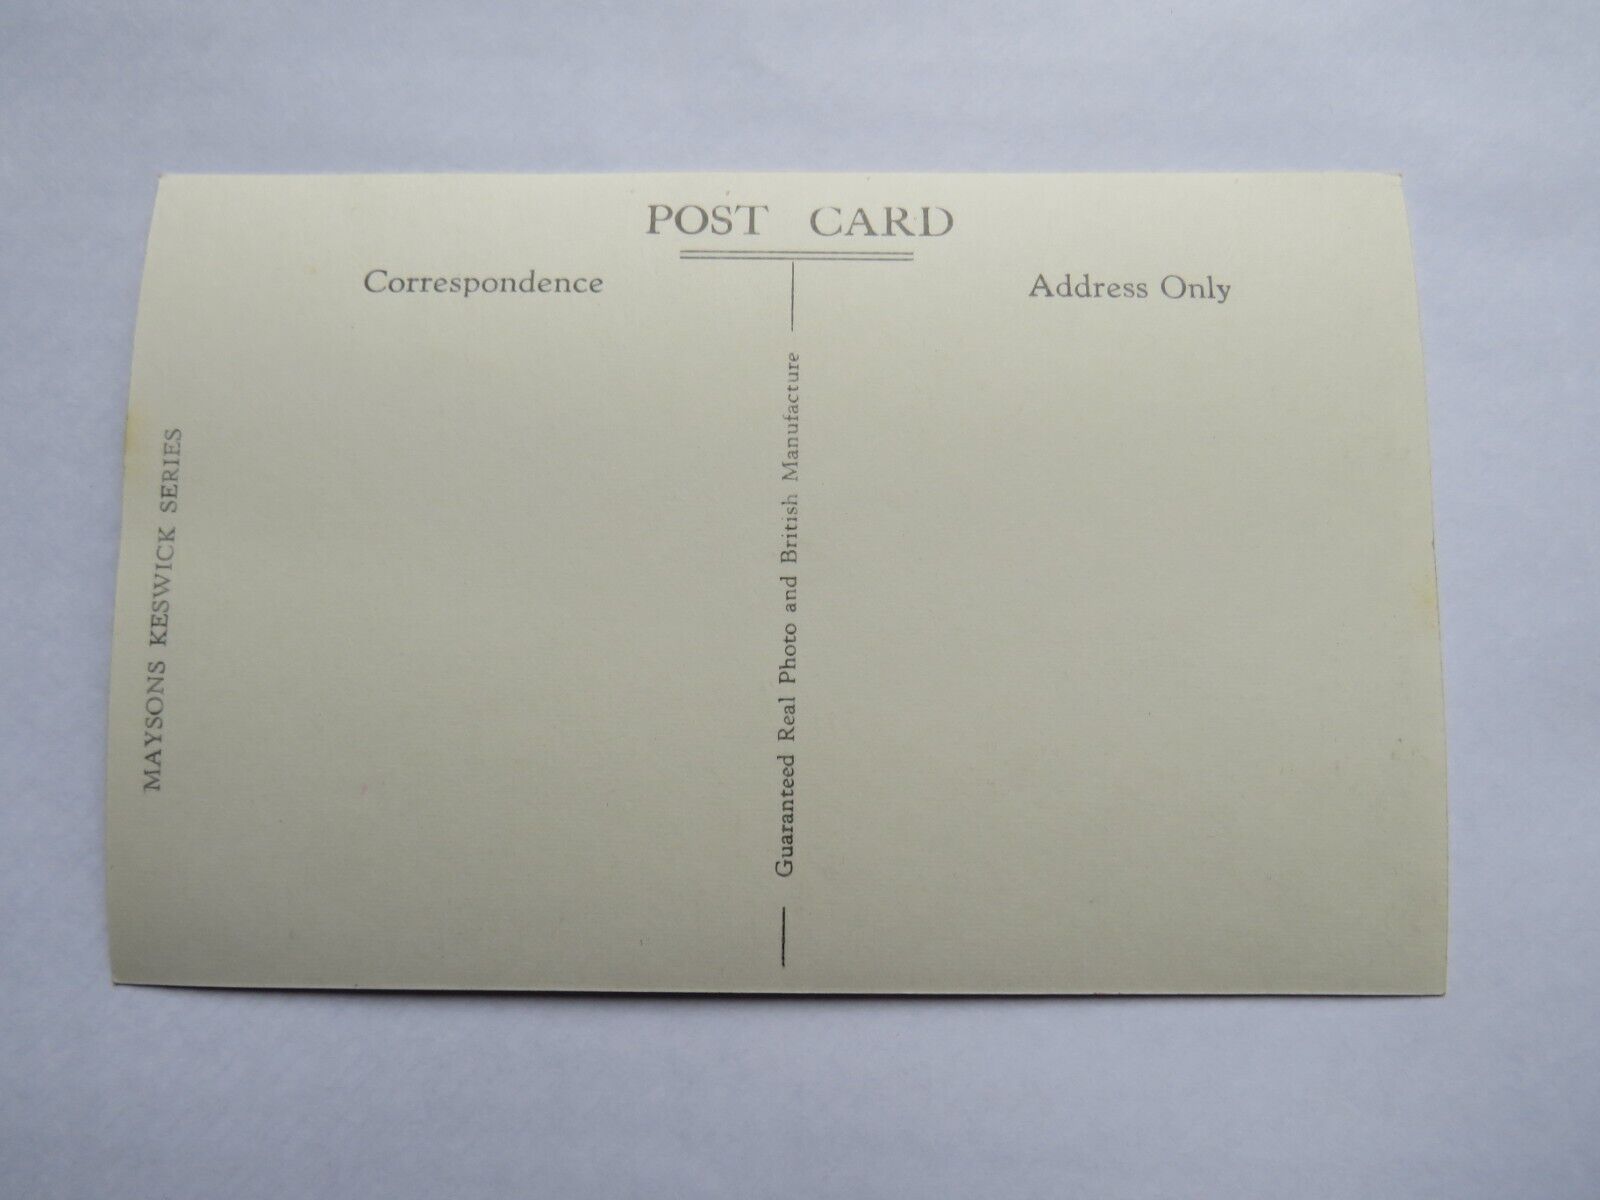 POST CARD
Correspondence
Address Only
MAYSONS KESWICK SERIES
Guaranteed Real Photo and British Manufacture